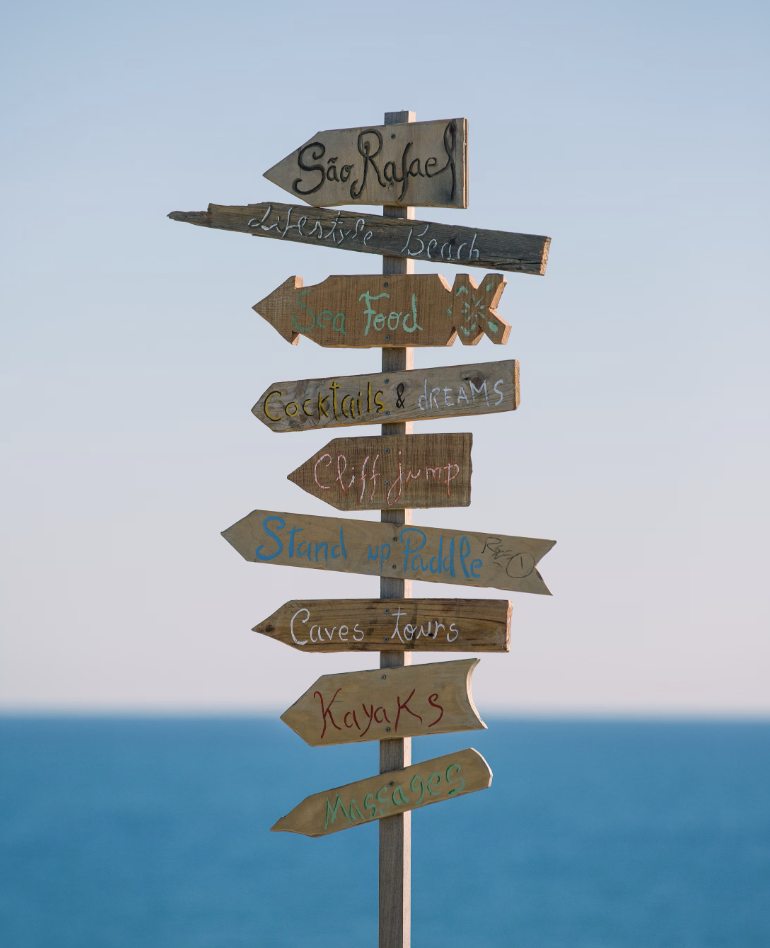 São Rafael
Lifestyle Beach
Sea Food
Cocktails & dREAMS
Cliff jump
Stand up Paddle
Caves tours
Kayaks
Massages